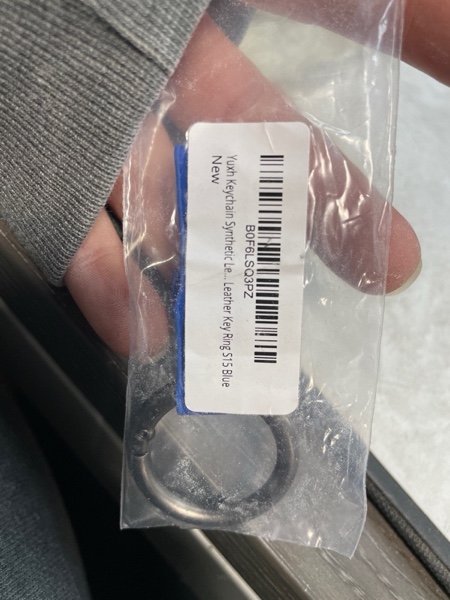 B0F6LSQ3PZ
Yuxh Keychain Synthetic Le... Leather Key Ring S15 Blue
New